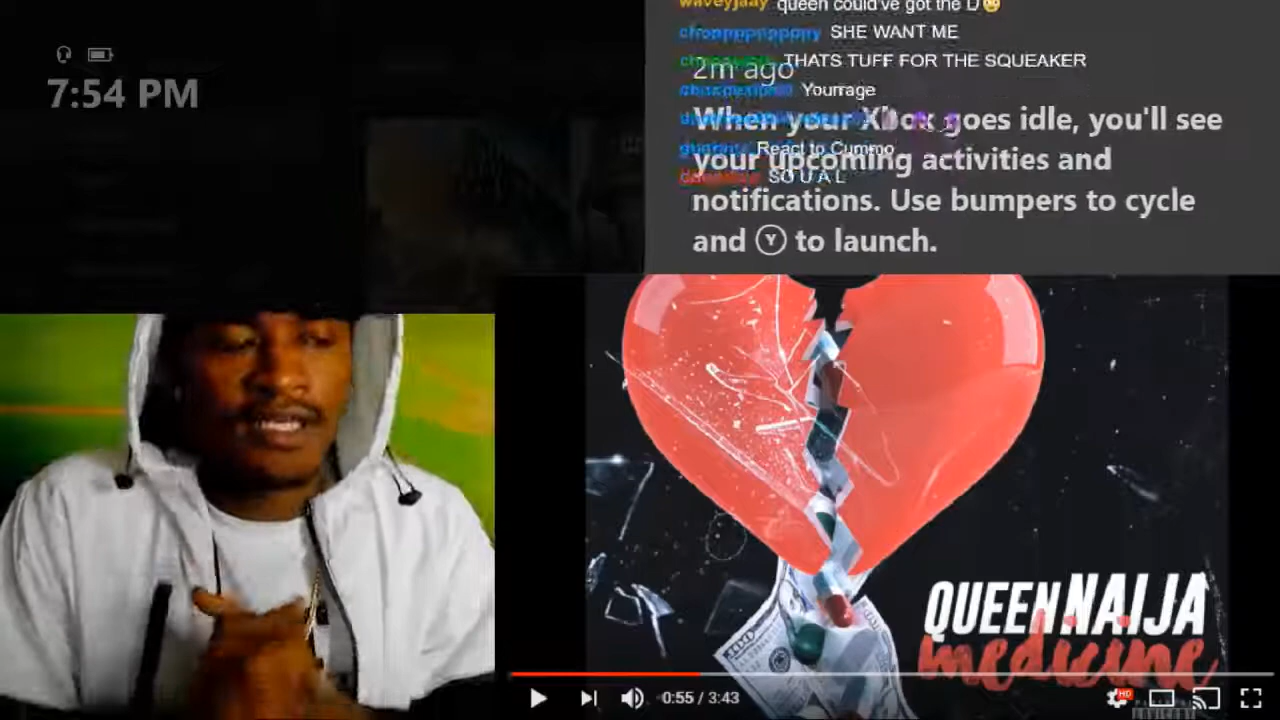 queen could've got the D
SHE WANT ME
7:54 PM
THATS TUFF FOR THE SQUEAKER
2m ago
Yourrage
When your Xbox goes idle, you'll see
React to Cummo
your upcoming activities and
SO U A L
notifications. Use bumpers to cycle
and Y to launch.
QUEEN NAIJA
medicine
0:55 / 3:43
HD